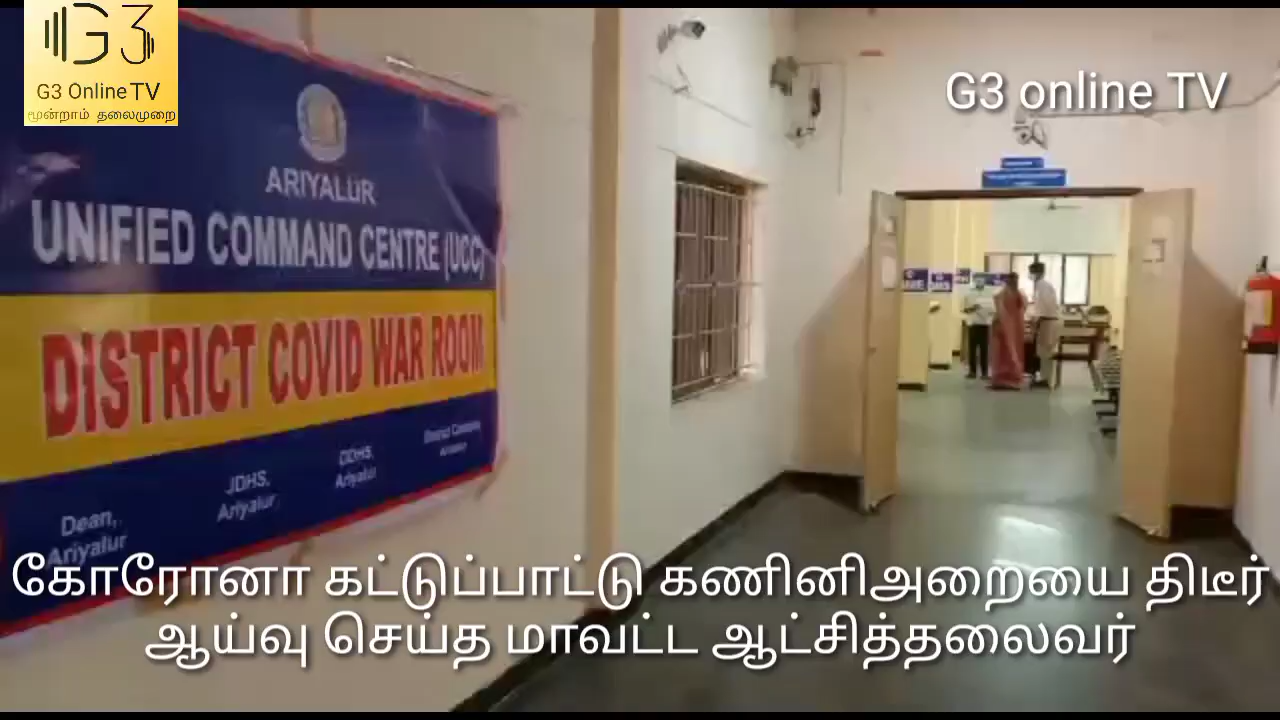 G3
G3 Online TV
மூன்றாம் தலைமுறை
G3 online TV
ARIYALUR
UNIFIED COMMAND CENTRE (UCC)
DISTRICT COVID WAR ROOM
Dean,
Ariyalur
JDHS,
Ariyalur
DDHS,
Ariyalur
District Collector,
Ariyalur
கோரோனா கட்டுப்பாட்டு கணினிஅறையை திடீர்
ஆய்வு செய்த மாவட்ட ஆட்சித்தலைவர்